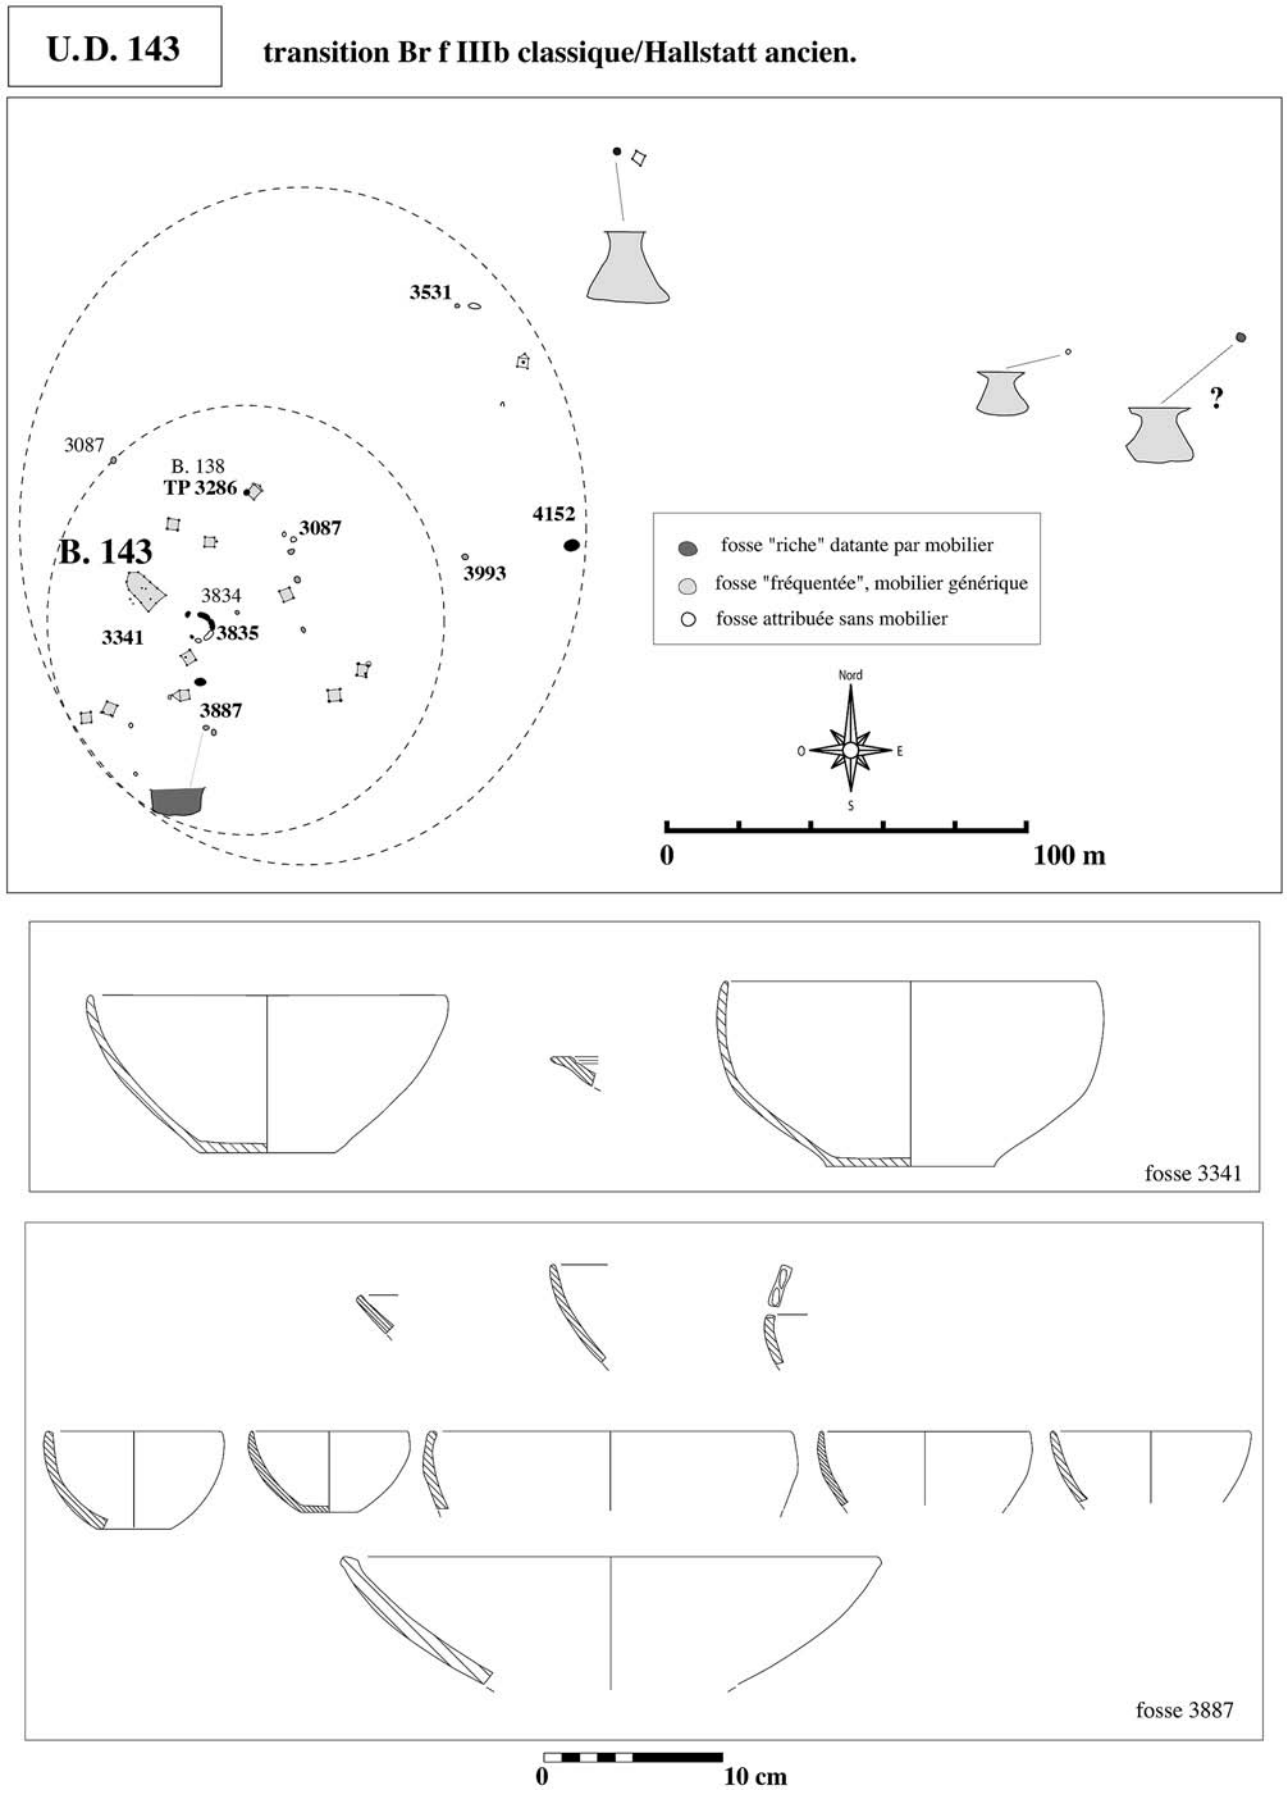 U.D. 143
transition Br f IIIb classique/Hallstatt ancien.
3531
3087
B. 138
TP 3286
3087
4152
B. 143
3993
3834
3341
3835
3887
?
fosse "riche" datante par mobilier
fosse "fréquentée", mobilier générique
fosse attribuée sans mobilier
Nord
O
E
S
0
100 m
fosse 3341
fosse 3887
0
10 cm